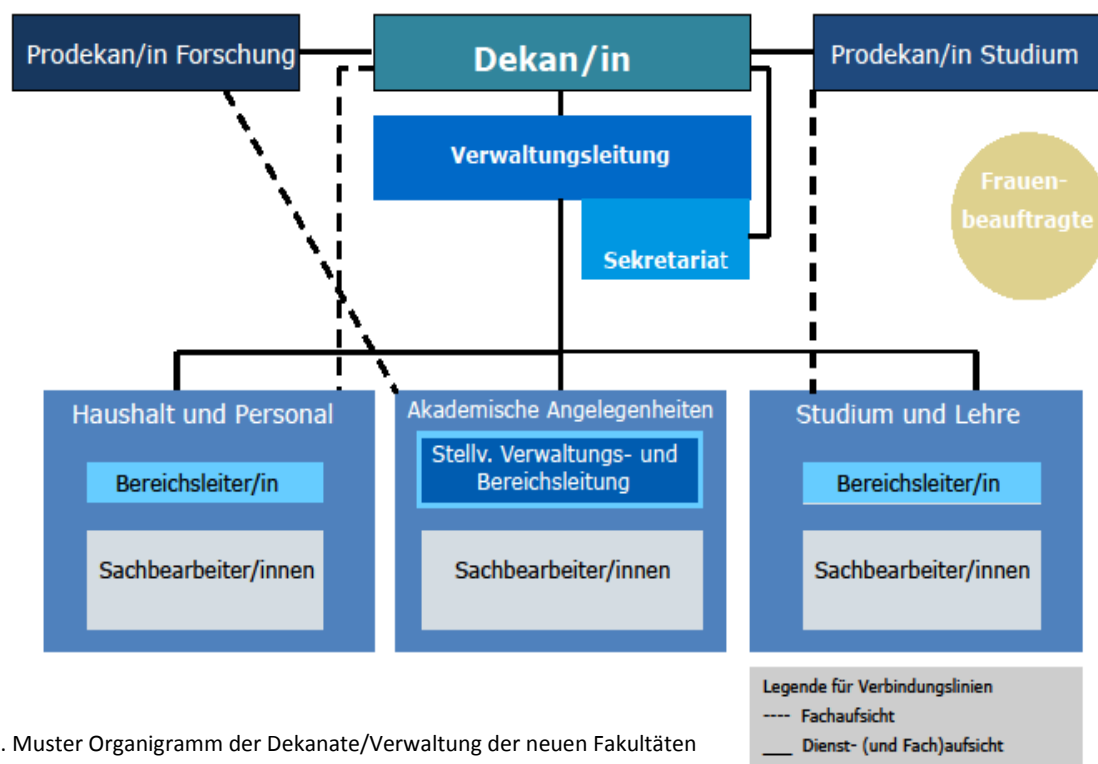 Prodekan/in Forschung
Dekan/in
Prodekan/in Studium
Verwaltungsleitung
Frauen-
beauftragte
Sekretariat
Haushalt und Personal
Bereichsleiter/in
Sachbearbeiter/innen
Akademische Angelegenheiten
Stellv. Verwaltungs- und
Bereichsleitung
Sachbearbeiter/innen
Studium und Lehre
Bereichsleiter/in
Sachbearbeiter/innen
Legende für Verbindungslinien
---- Fachaufsicht
___ Dienst- (und Fach)aufsicht
. Muster Organigramm der Dekanate/Verwaltung der neuen Fakultäten